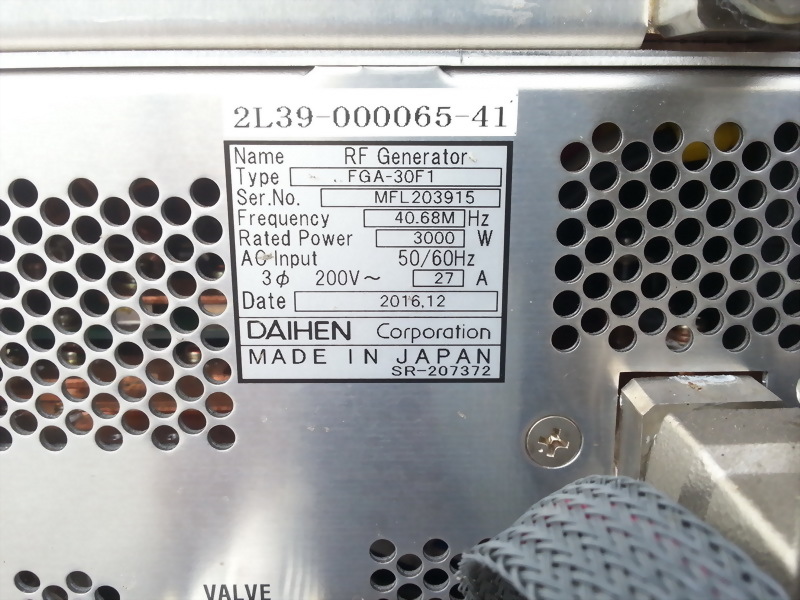 2L39-000065-41
Name RF Generator
Type FGA-30F1
Ser.No. MFL203915
Frequency 40.68M Hz
Rated Power 3000 W
AC Input 50/60Hz
3φ 200V~ 27 A
Date 2016.12
DAIHEN Corporation
MADE IN JAPAN
SR-207372
VALVE